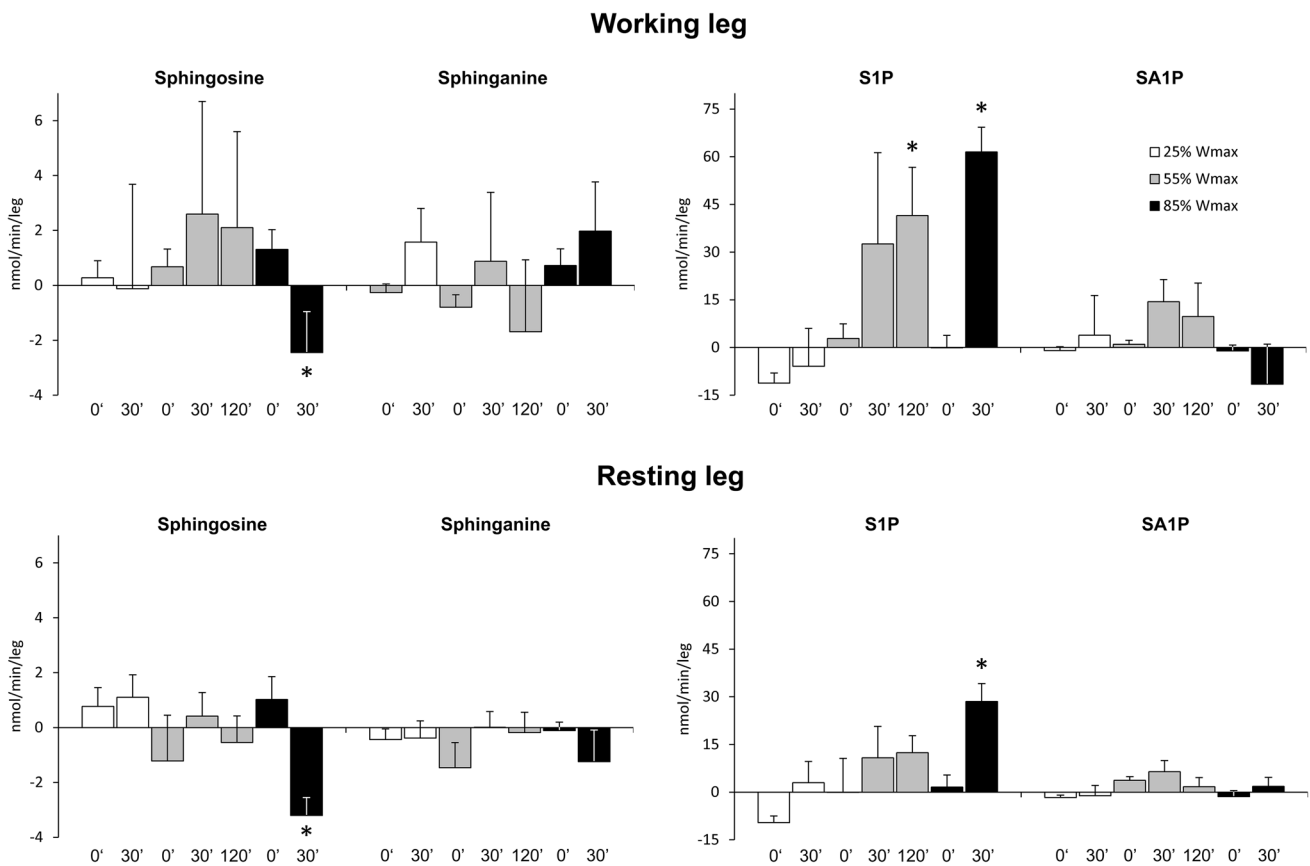 Working leg
Sphingosine Sphinganine
6
4
2
0
-2
-4
nmol/min/leg
*
0‘ 30’ 0’ 30’ 120’ 0’ 30’ 0‘ 30’ 0’ 30’ 120’ 0’ 30’
S1P SA1P
75
60
45
30
15
0
-15
nmol/min/leg
* *
25% Wmax
55% Wmax
85% Wmax
0‘ 30’ 0’ 30’ 120’ 0’ 30’ 0‘ 30’ 0’ 30’ 120’ 0’ 30’
Resting leg
Sphingosine Sphinganine
6
4
2
0
-2
-4
nmol/min/leg
*
0‘ 30’ 0’ 30’ 120’ 0’ 30’ 0‘ 30’ 0’ 30’ 120’ 0’ 30’
S1P SA1P
75
60
45
30
15
0
-15
nmol/min/leg
*
0‘ 30’ 0’ 30’ 120’ 0’ 30’ 0‘ 30’ 0’ 30’ 120’ 0’ 30’